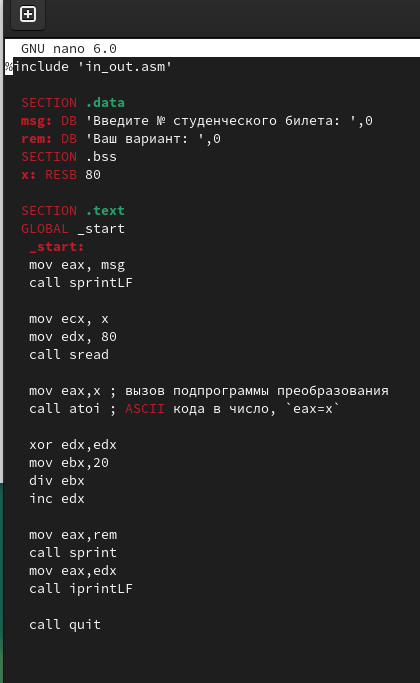 GNU nano 6.0
%include 'in_out.asm'
SECTION .data
msg: DB 'Введите № студенческого билета: ',0
rem: DB 'Ваш вариант: ',0
SECTION .bss
x: RESB 80
SECTION .text
GLOBAL _start
_start:
mov eax, msg
call sprintLF
mov ecx, x
mov edx, 80
call sread
mov eax,x ; вызов подпрограммы преобразования
call atoi ; ASCII кода в число, `eax=x`
xor edx,edx
mov ebx,20
div ebx
inc edx
mov eax,rem
call sprint
mov eax,edx
call iprintLF
call quit